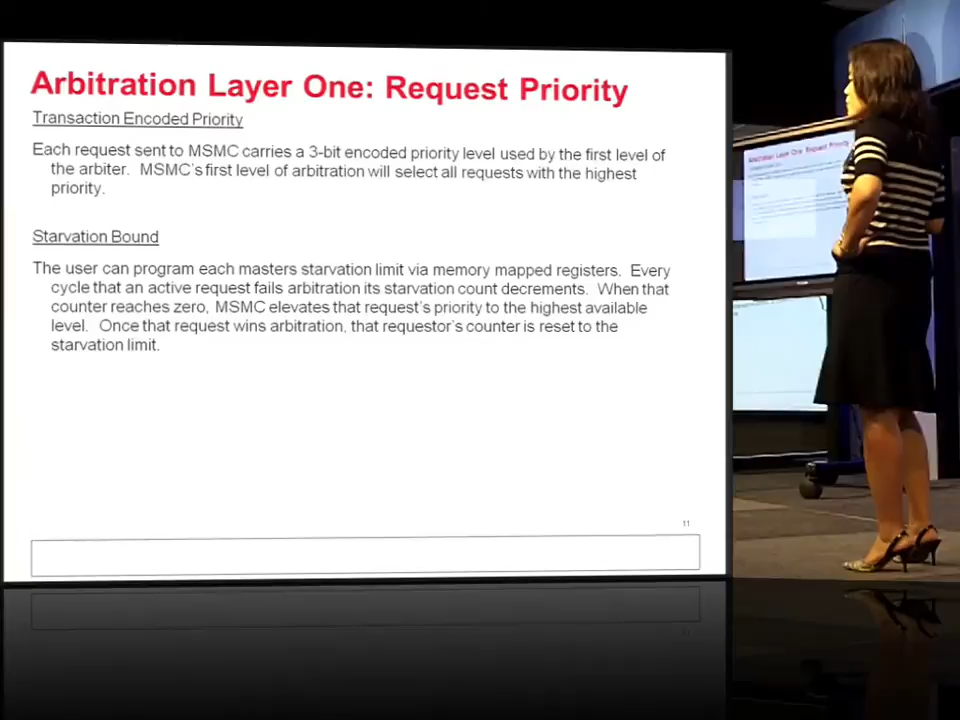 Arbitration Layer One: Request Priority
Transaction Encoded Priority
Each request sent to MSMC carries a 3-bit encoded priority level used by the first level of
the arbiter. MSMC's first level of arbitration will select all requests with the highest
priority.
Starvation Bound
The user can program each masters starvation limit via memory mapped registers. Every
cycle that an active request fails arbitration its starvation count decrements. When that
counter reaches zero, MSMC elevates that request's priority to the highest available
level. Once that request wins arbitration, that requestor's counter is reset to the
starvation limit.
11
Arbitration Layer One: Request Priority